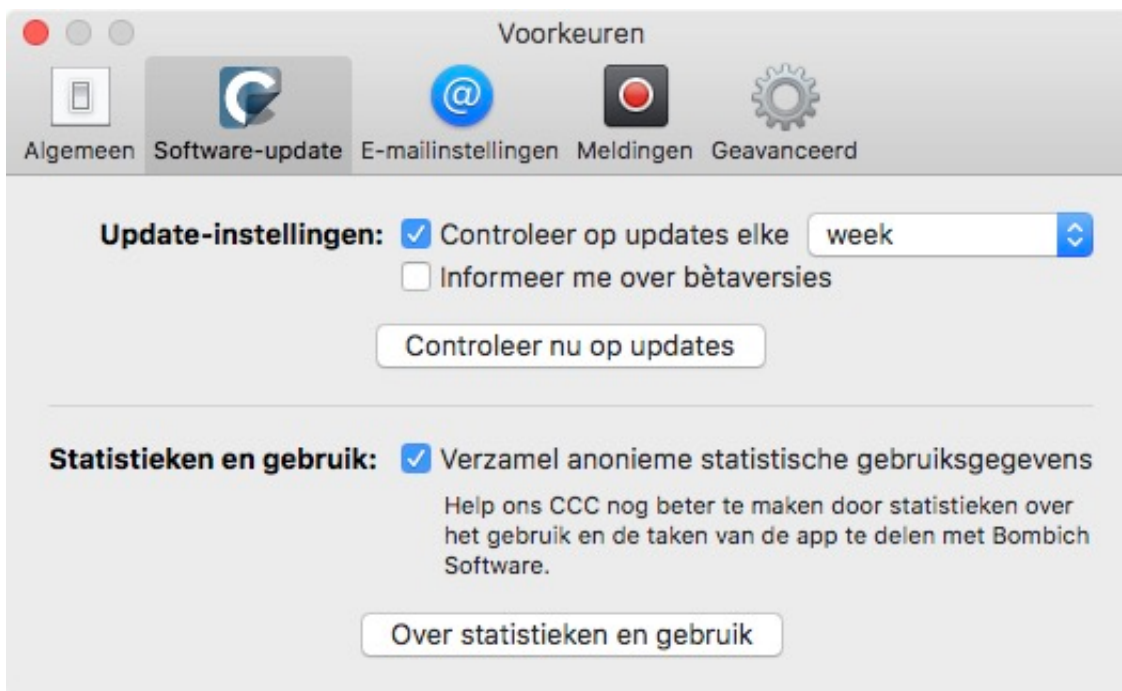 Voorkeuren
Algemeen Software-update E-mailinstellingen Meldingen Geavanceerd
Update-instellingen: Controleer op updates elke week
Informeer me over bètaversies
Controleer nu op updates
Statistieken en gebruik: Verzamel anonieme statistische gebruiksgegevens
Help ons CCC nog beter te maken door statistieken over
het gebruik en de taken van de app te delen met Bombich
Software.
Over statistieken en gebruik